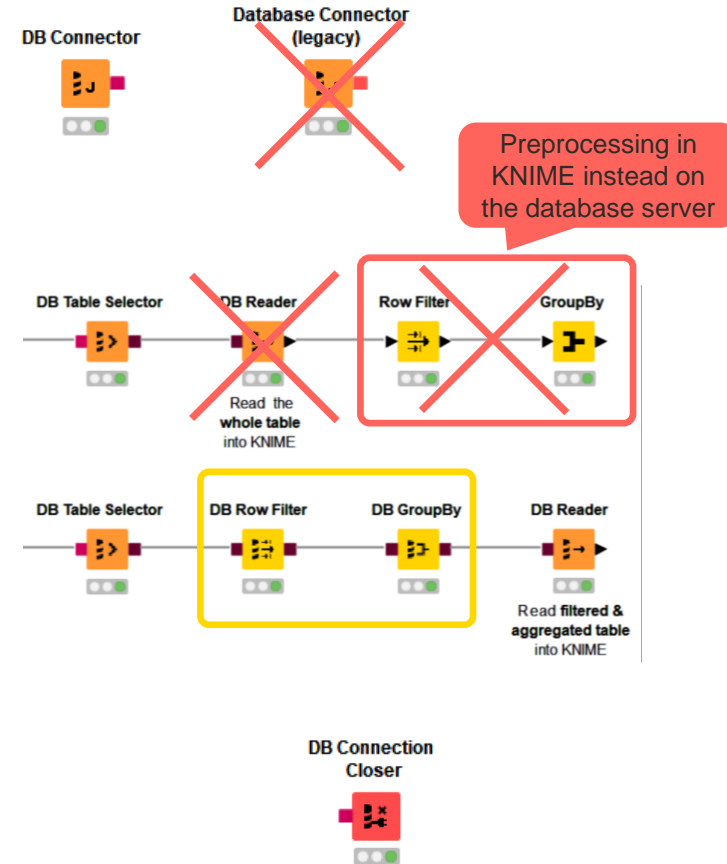 Database Connector
(legacy)
DB Connector
Preprocessing in
KNIME instead on
the database server
DB Table Selector
DB Reader
Row Filter
GroupBy
Read the
whole table
into KNIME
DB Table Selector
DB Row Filter
DB GroupBy
DB Reader
Read filtered &
aggregated table
into KNIME
DB Connection
Closer